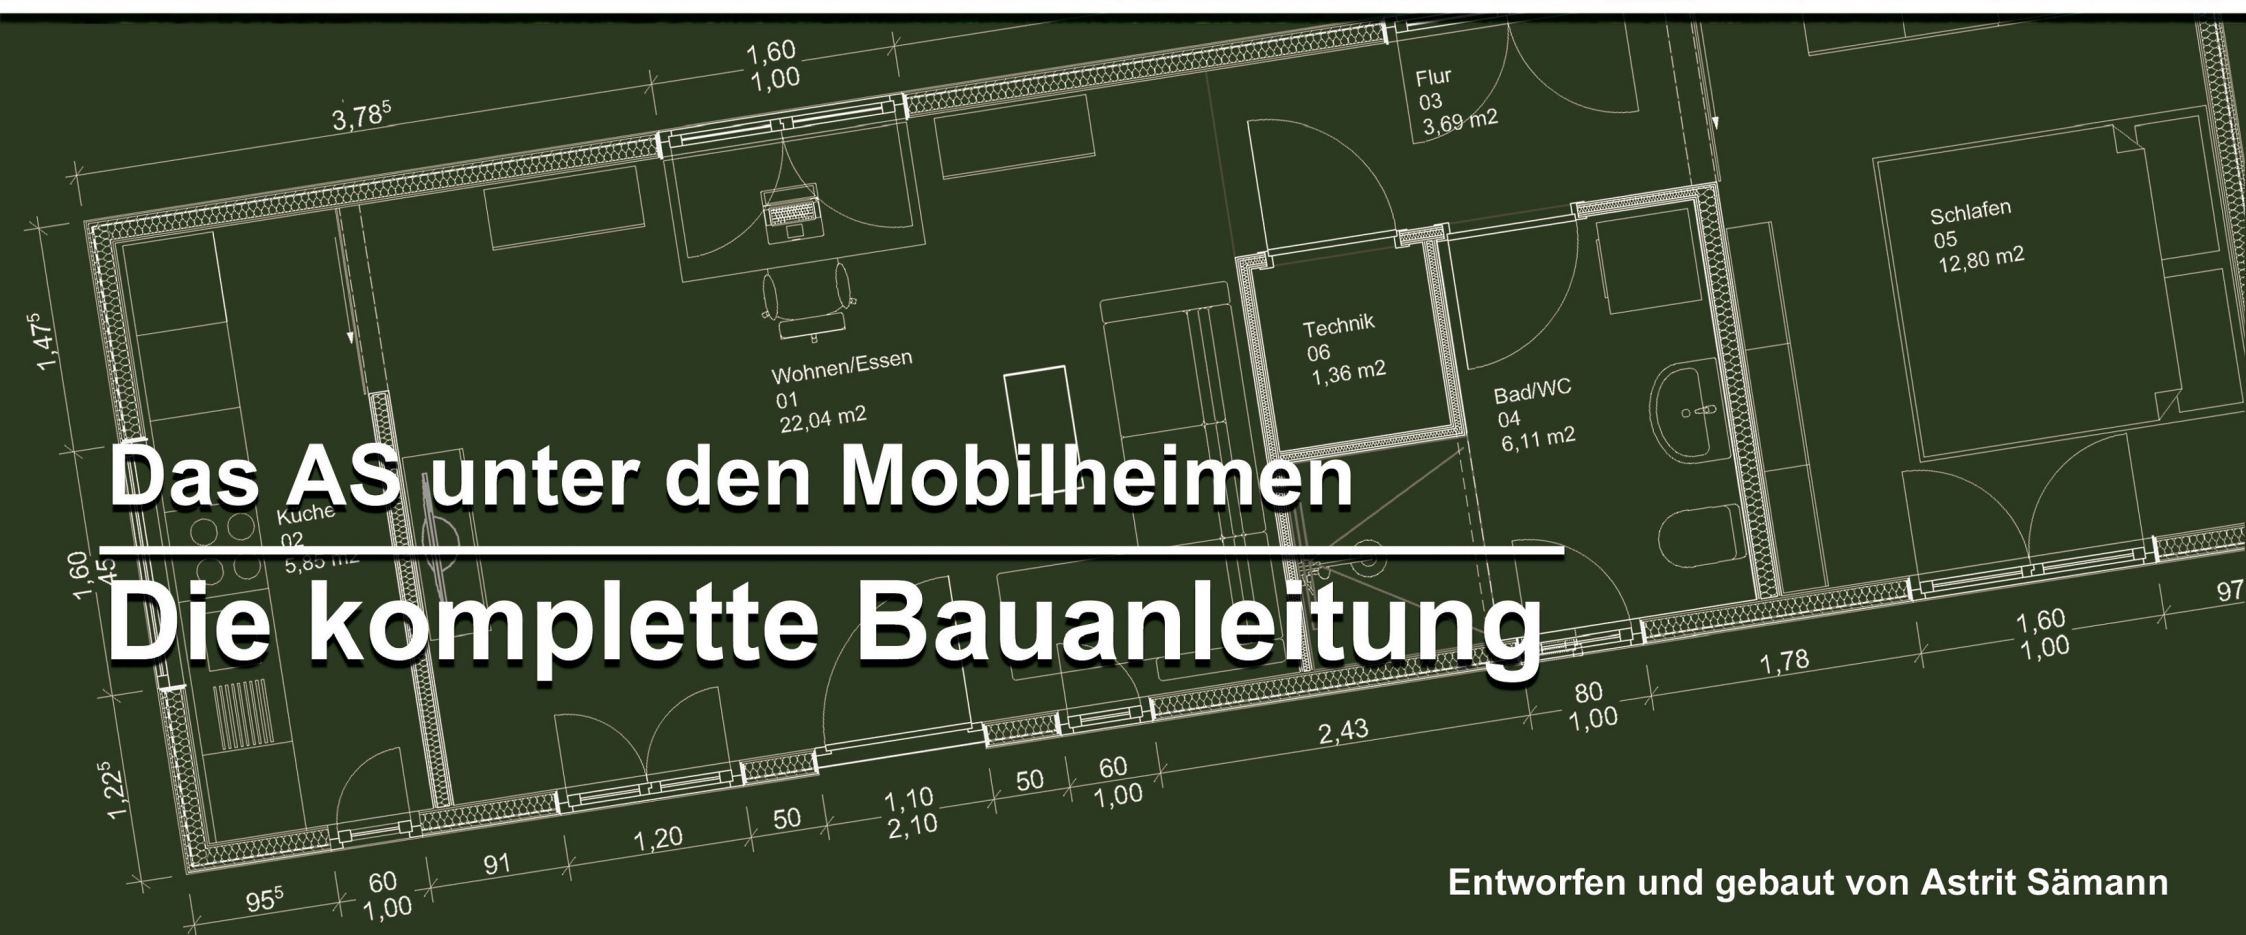 1,60
1,00
3,78⁵
Flur
03
3,69 m2
Schlafen
05
12,80 m2
1,47⁵
Technik
06
1,36 m2
Wohnen/Essen
01
22,04 m2
Bad/WC
04
6,11 m2
Das AS unter den Mobilheimen
Küche
02
5,85 m2
1,60
45
Die komplette Bauanleitung
97
1,60
1,00
1,78
80
1,00
2,43
60
1,00
50
1,10
2,10
50
1,20
91
60
1,00
95⁵
1,22⁵
Entworfen und gebaut von Astrit Sämann